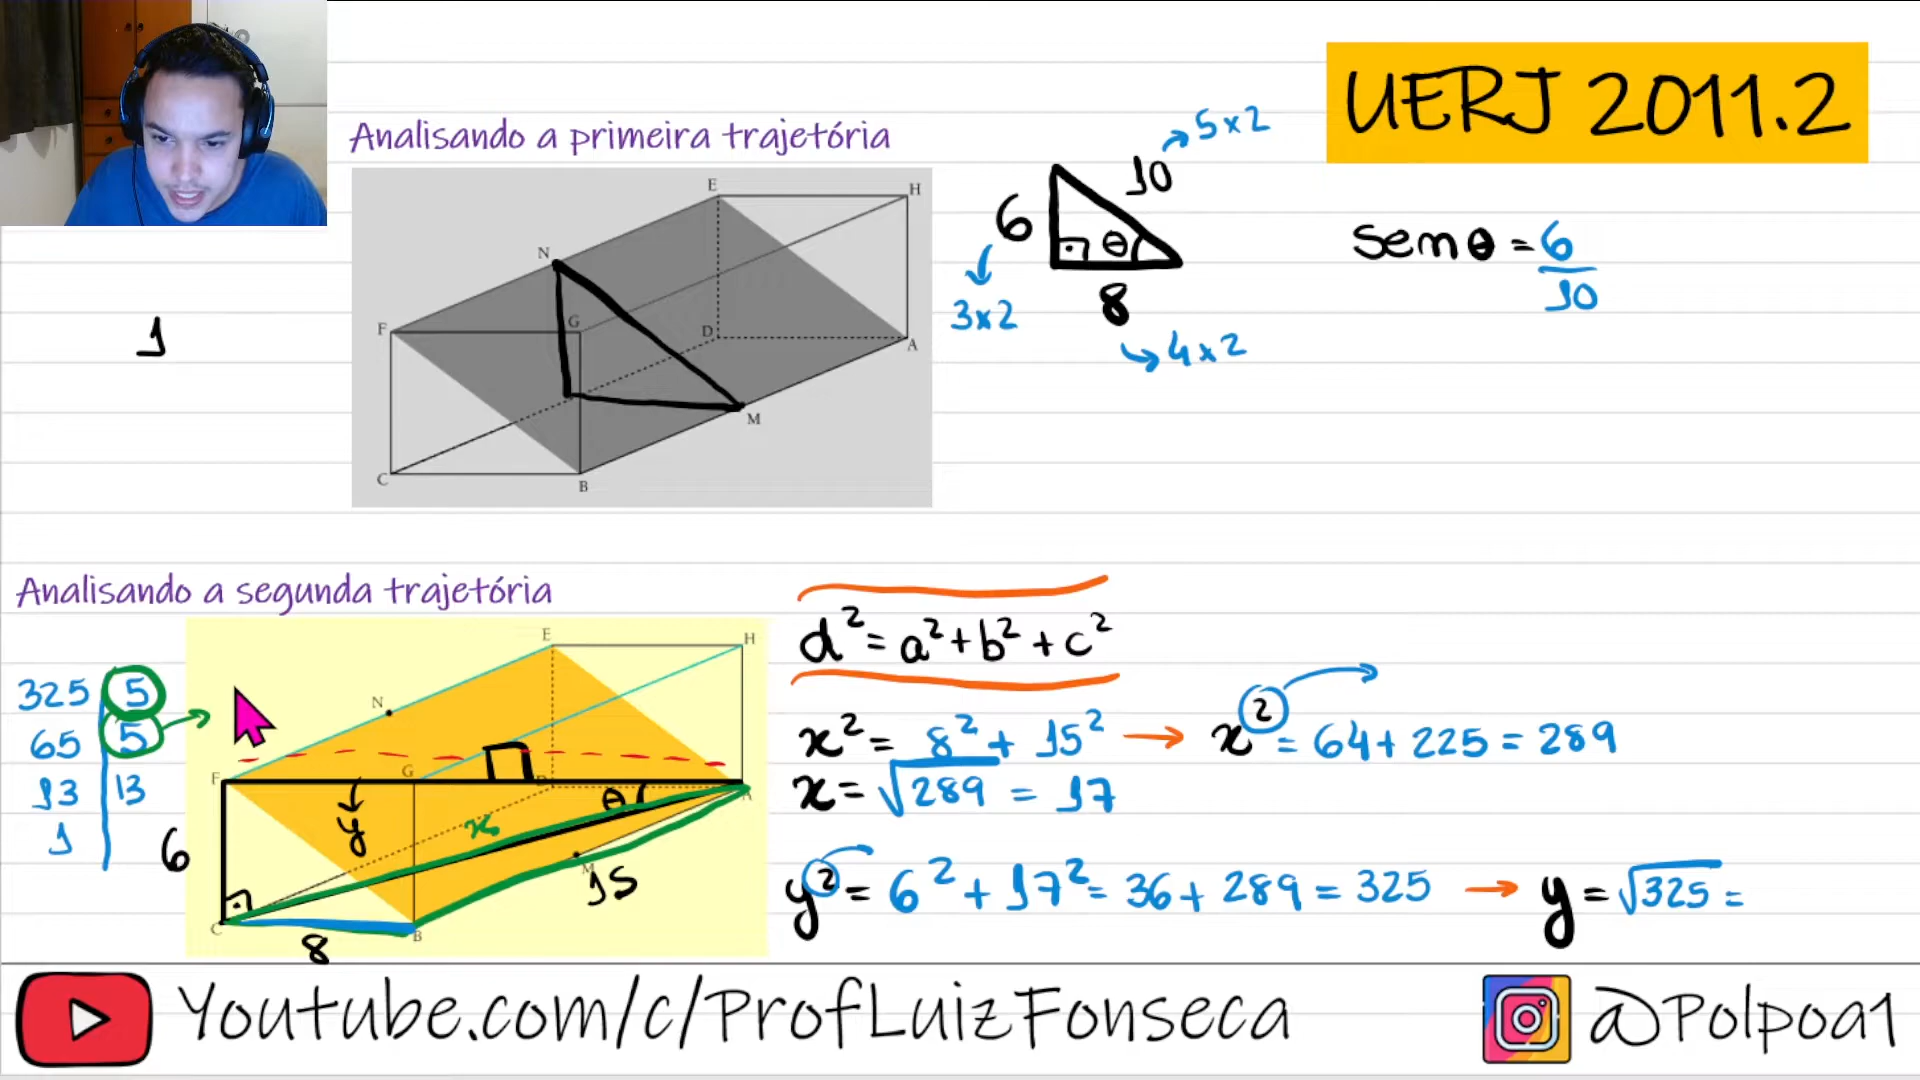 UERJ 2011.2
Analisando a primeira trajetória
E
H
N
F
G
D
A
M
C
B
1
6
10
→ 5x2
θ
8
3x2
→ 4x2
sen θ = 6/10
Analisando a segunda trajetória
325 | 5
65 | 5 →
13 | 13
1
E
H
N
F
G
D
A
θ
y
x
6
M
15
C
B
8
d² = a² + b² + c²
x² = 8² + 15² → x² = 64 + 225 = 289
x = √289 = 17
y² = 6² + 17² = 36 + 289 = 325 → y = √325 =
Youtube.com/c/ProfLuizFonseca
@Polpoa1